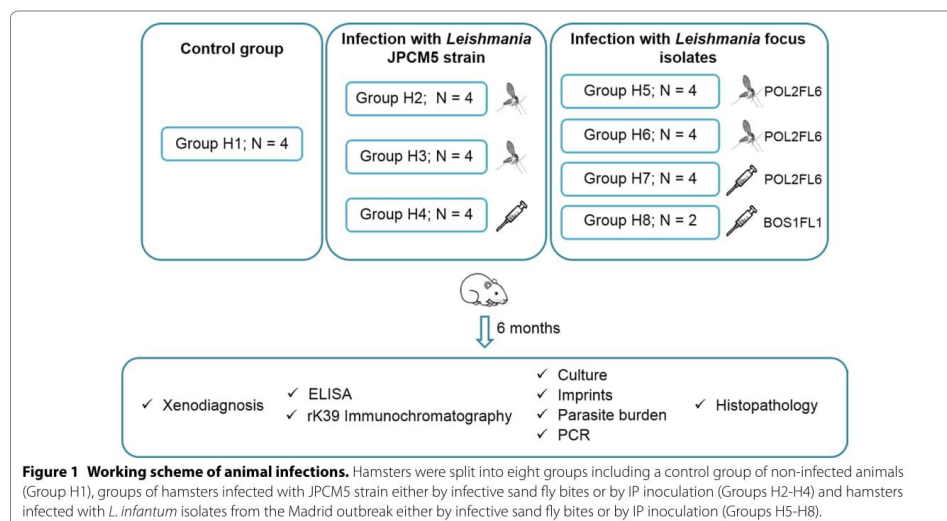 Control group
Group H1; N = 4
Infection with Leishmania
JPCM5 strain
Group H2; N = 4
Group H3; N = 4
Group H4; N = 4
Infection with Leishmania focus
isolates
Group H5; N = 4 POL2FL6
Group H6; N = 4 POL2FL6
Group H7; N = 4 POL2FL6
Group H8; N = 2 BOS1FL1
6 months
✓ Xenodiagnosis
✓ ELISA
✓ rK39 Immunochromatography
✓ Culture
✓ Imprints
✓ Parasite burden
✓ PCR
✓ Histopathology
Figure 1 Working scheme of animal infections. Hamsters were split into eight groups including a control group of non-infected animals
(Group H1), groups of hamsters infected with JPCM5 strain either by infective sand fly bites or by IP inoculation (Groups H2-H4) and hamsters
infected with L. infantum isolates from the Madrid outbreak either by infective sand fly bites or by IP inoculation (Groups H5-H8).